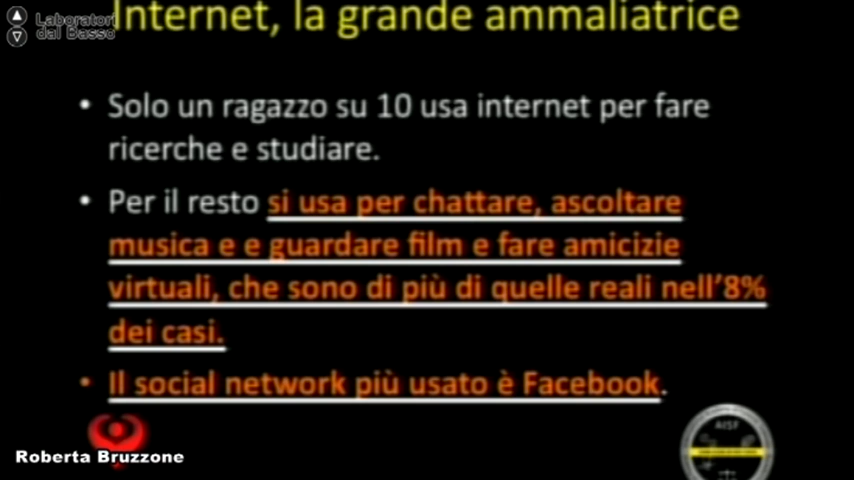 Laboratori
dal Basso
Internet, la grande ammaliatrice
• Solo un ragazzo su 10 usa internet per fare
ricerche e studiare.
• Per il resto si usa per chattare, ascoltare
musica e e guardare film e fare amicizie
virtuali, che sono di più di quelle reali nell'8%
dei casi.
• Il social network più usato è Facebook.
Roberta Bruzzone
AISF